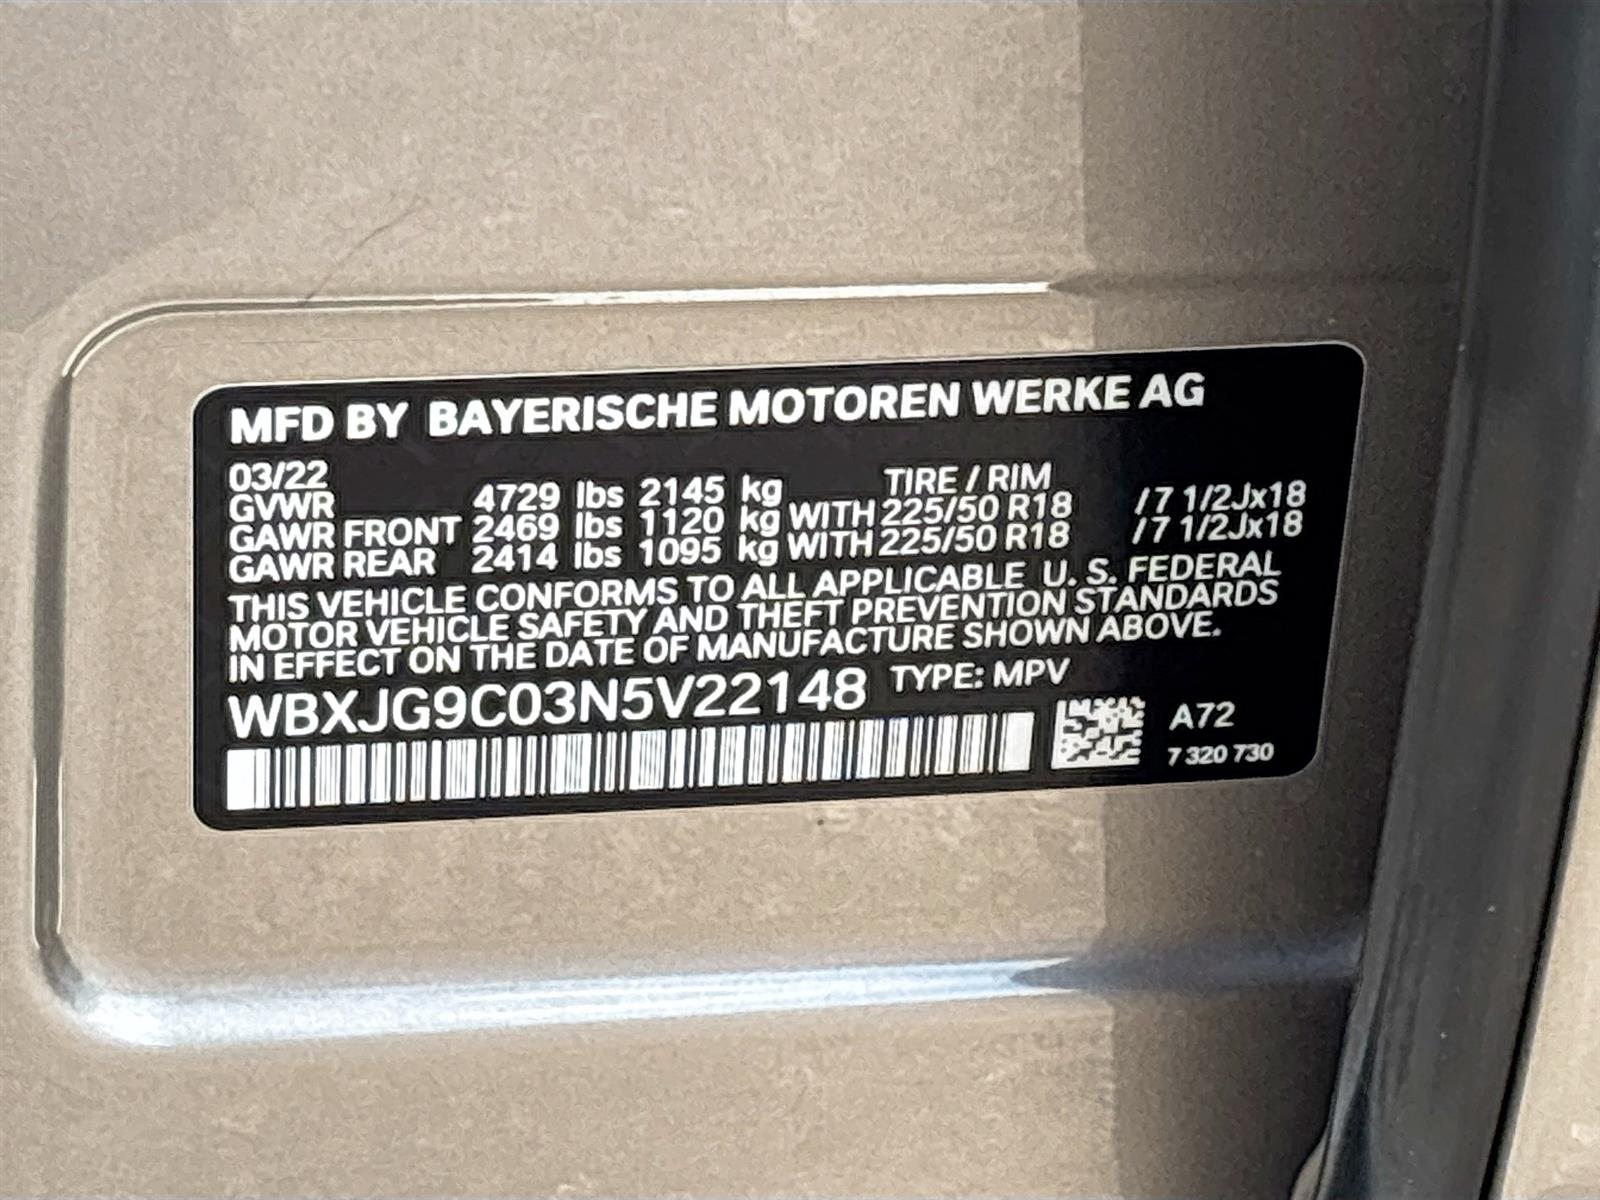 MFD BY BAYERISCHE MOTOREN WERKE AG
03/22 TIRE / RIM
GVWR 4729 lbs 2145 kg
GAWR FRONT 2469 lbs 1120 kg WITH 225/50 R18 /7 1/2Jx18
GAWR REAR 2414 lbs 1095 kg WITH 225/50 R18 /7 1/2Jx18
THIS VEHICLE CONFORMS TO ALL APPLICABLE U. S. FEDERAL
MOTOR VEHICLE SAFETY AND THEFT PREVENTION STANDARDS
IN EFFECT ON THE DATE OF MANUFACTURE SHOWN ABOVE.
WBXJG9C03N5V22148 TYPE: MPV
A72
7 320 730